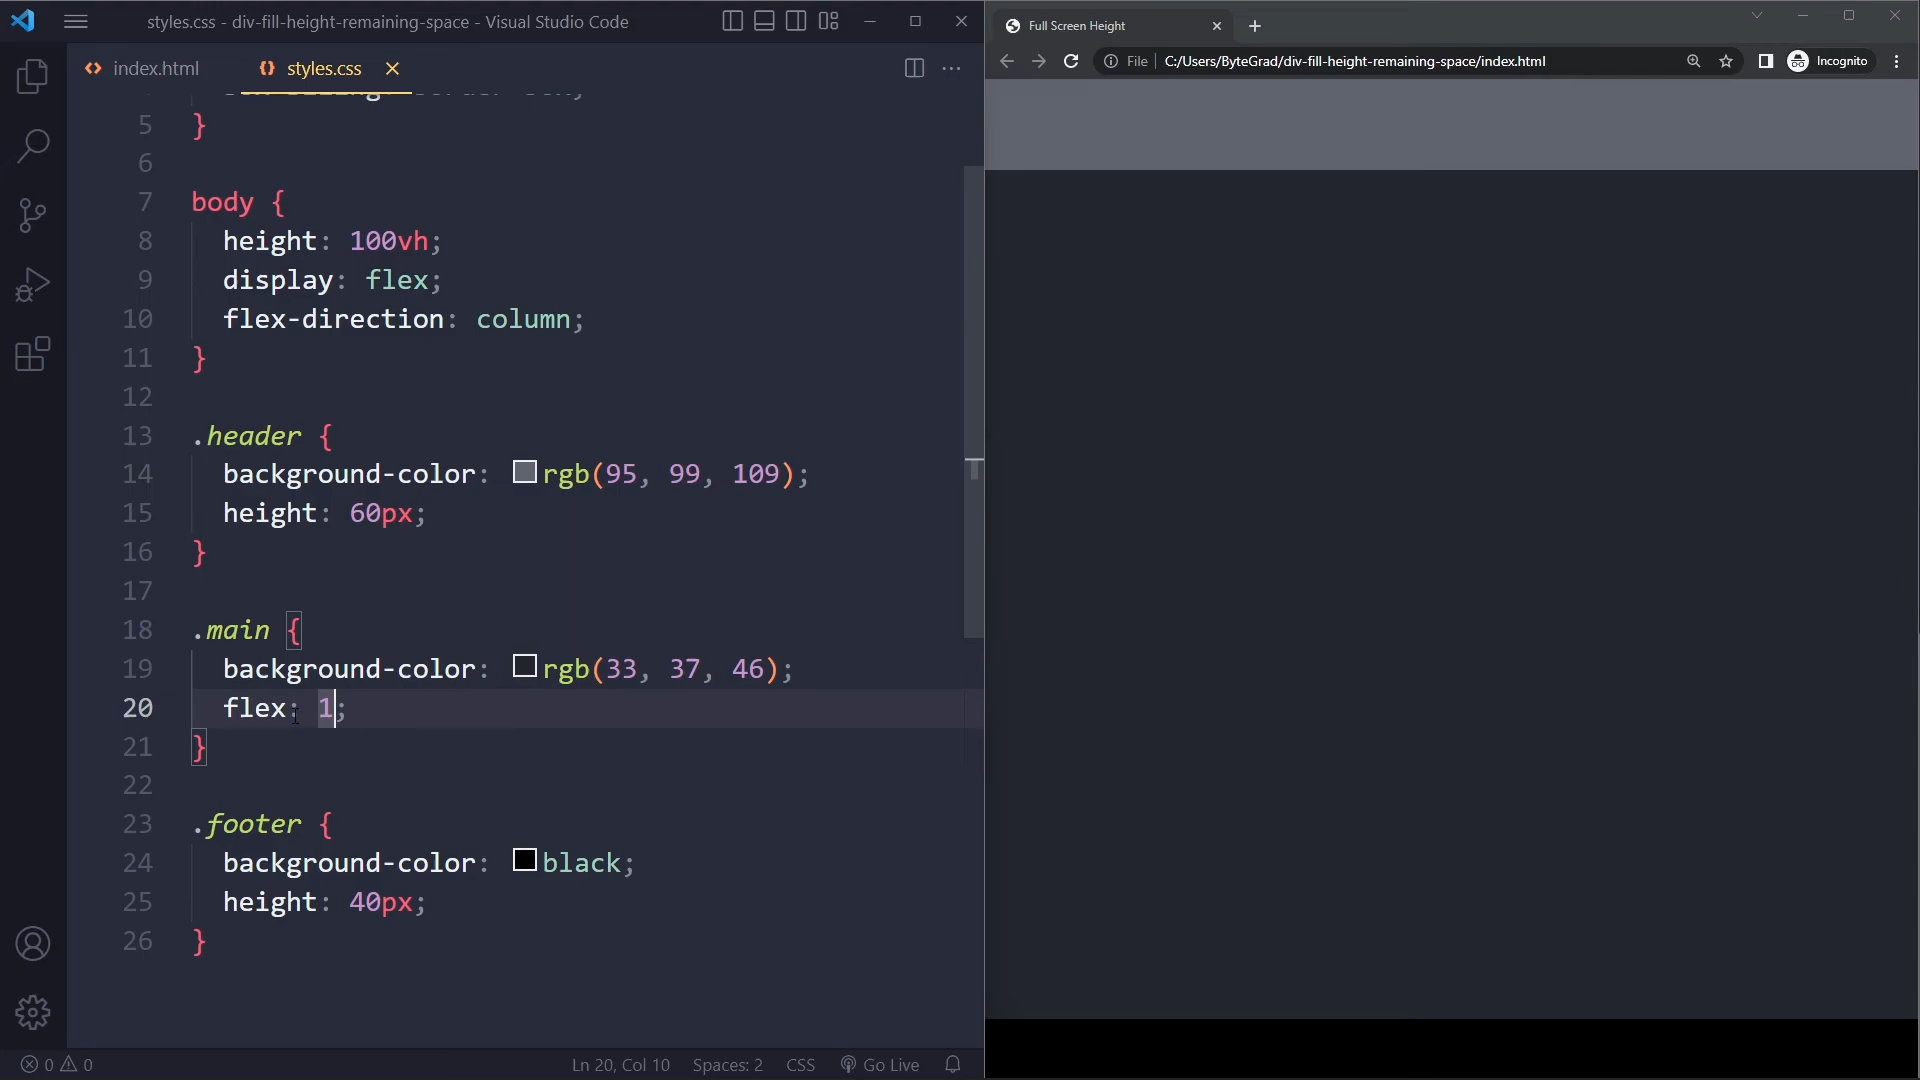 styles.css - div-fill-height-remaining-space - Visual Studio Code
index.html
styles.css
5 }
6
7 body {
8 height: 100vh;
9 display: flex;
10 flex-direction: column;
11 }
12
13 .header {
14 background-color: rgb(95, 99, 109);
15 height: 60px;
16 }
17
18 .main {
19 background-color: rgb(33, 37, 46);
20 flex: 1;
21 }
22
23 .footer {
24 background-color: black;
25 height: 40px;
26 }
0 0
Ln 20, Col 10
Spaces: 2
CSS
Go Live
Full Screen Height
File
C:/Users/ByteGrad/div-fill-height-remaining-space/index.html
Incognito